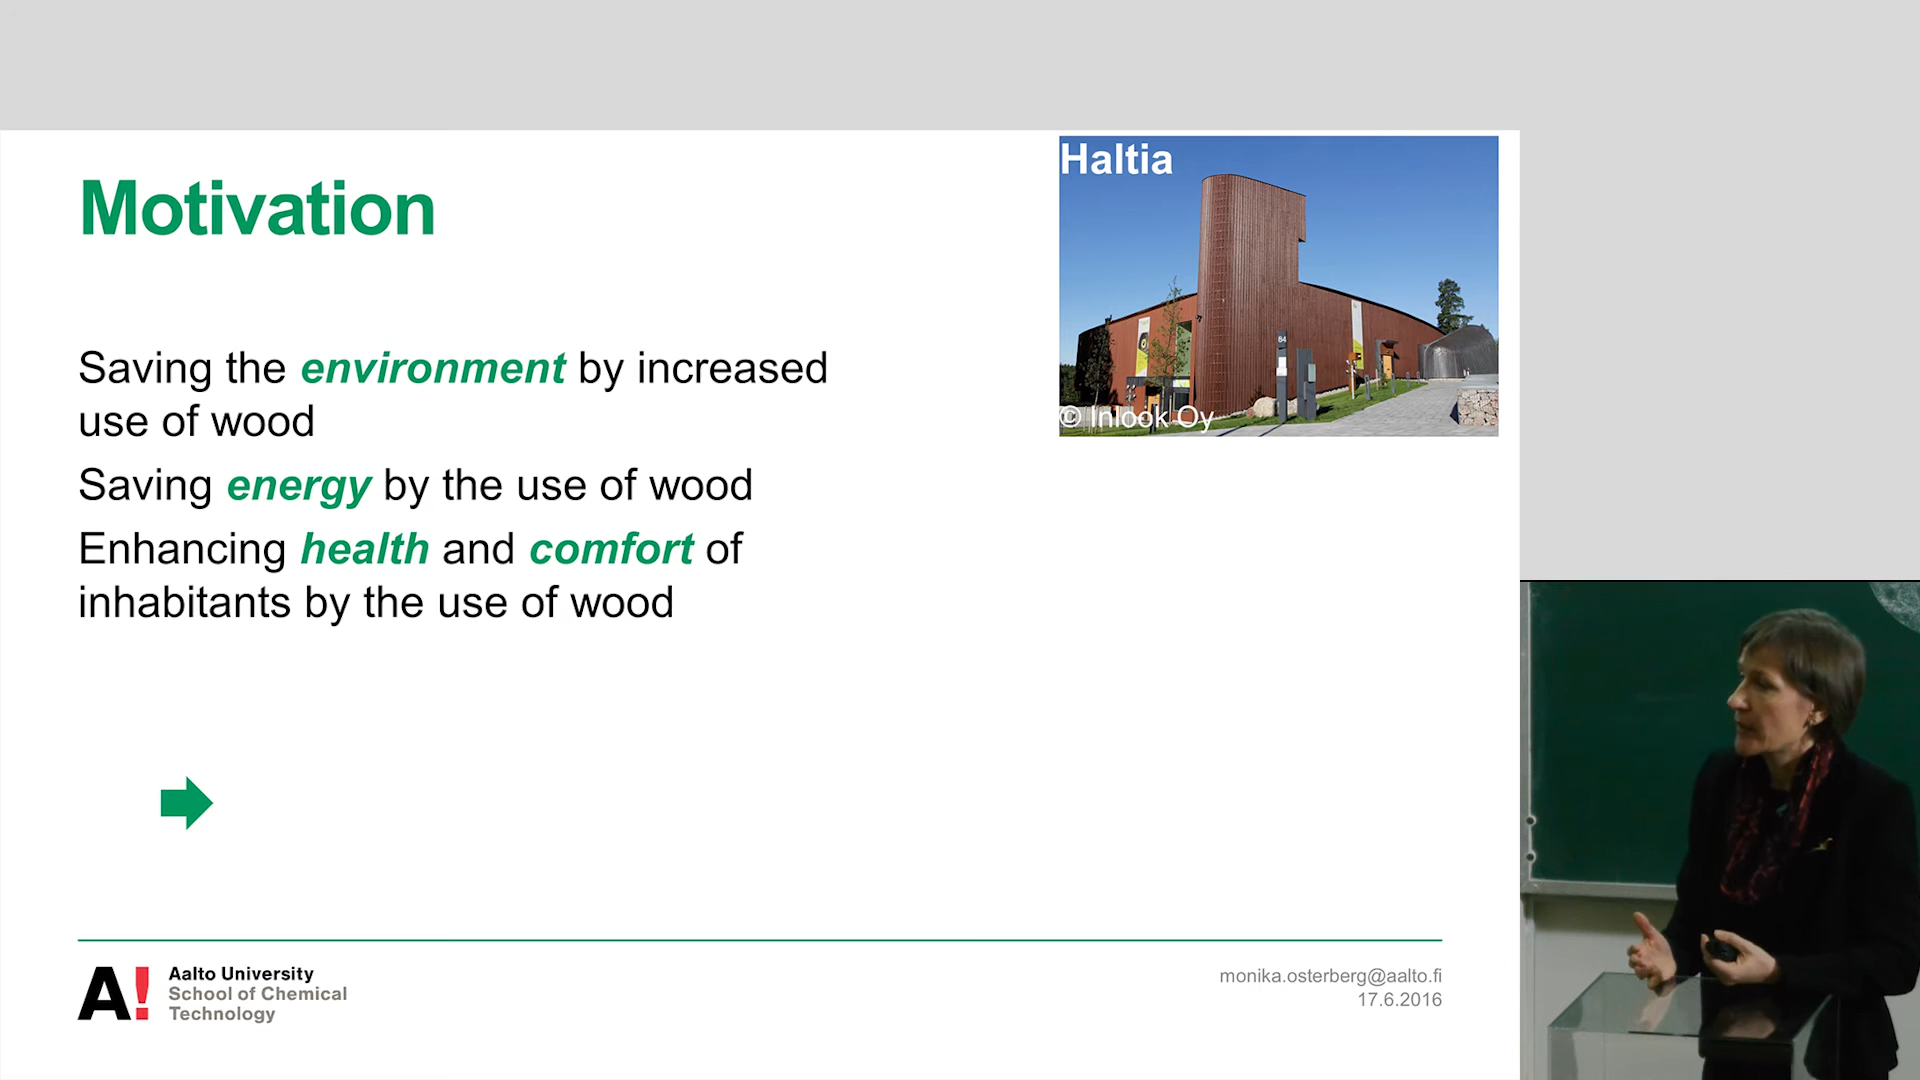 Motivation
Haltia
© Inlook Oy
Saving the environment by increased
use of wood
Saving energy by the use of wood
Enhancing health and comfort of
inhabitants by the use of wood
A!
Aalto University
School of Chemical
Technology
monika.osterberg@aalto.fi
17.6.2016